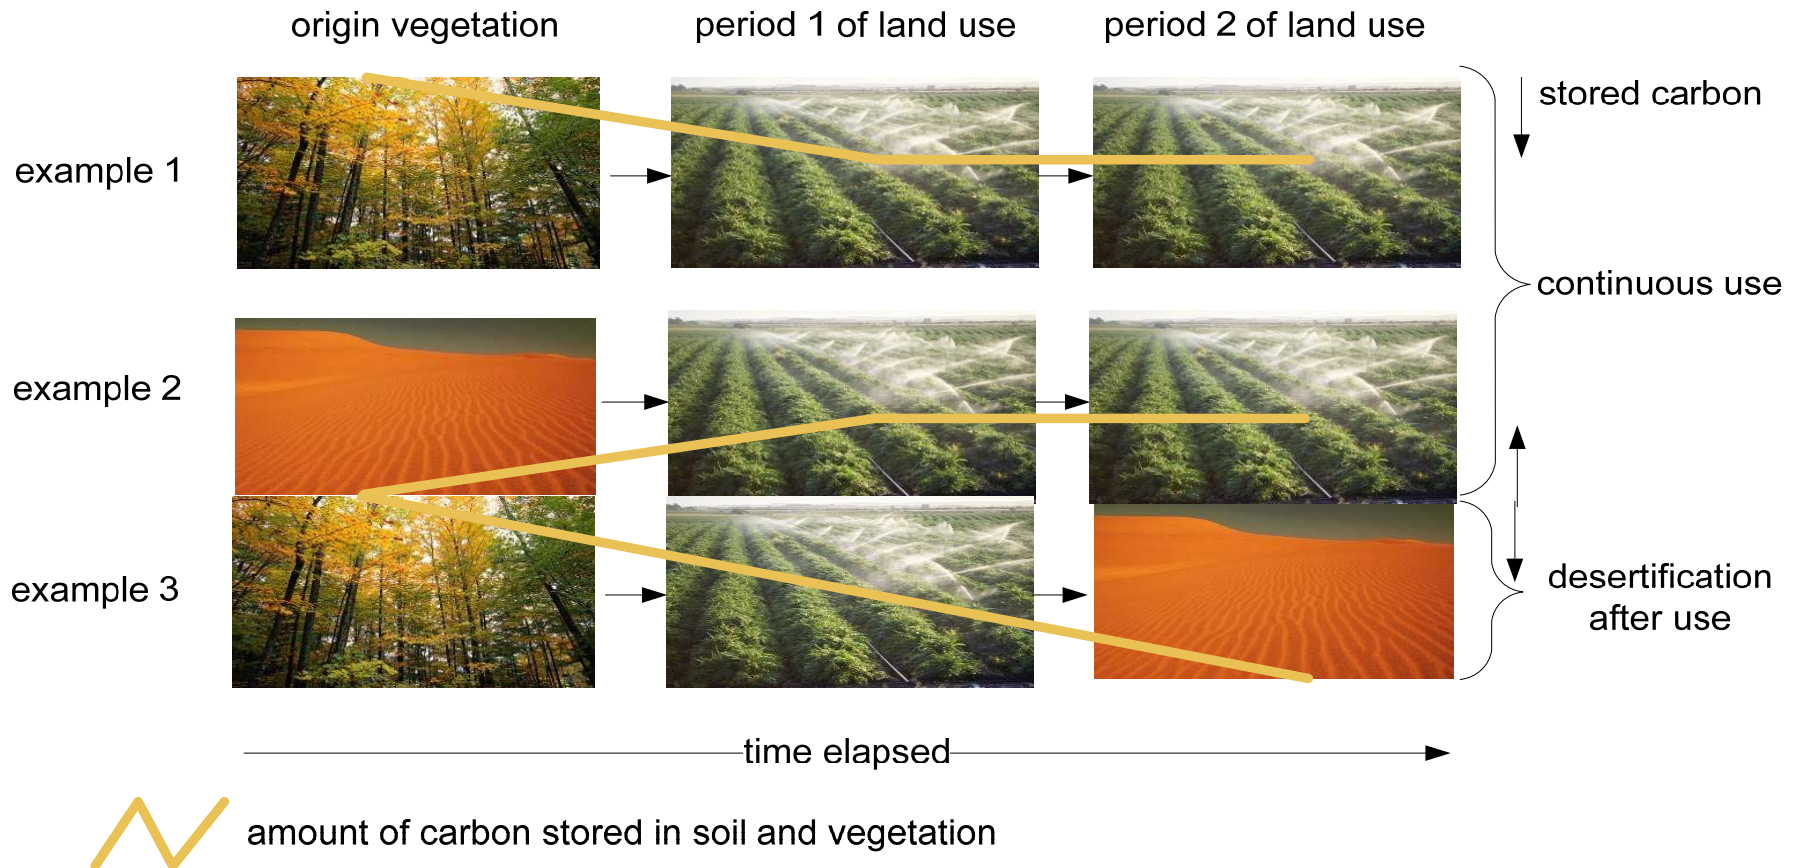 origin vegetation
period 1 of land use
period 2 of land use
stored carbon
example 1
continuous use
example 2
example 3
desertification
after use
time elapsed
amount of carbon stored in soil and vegetation